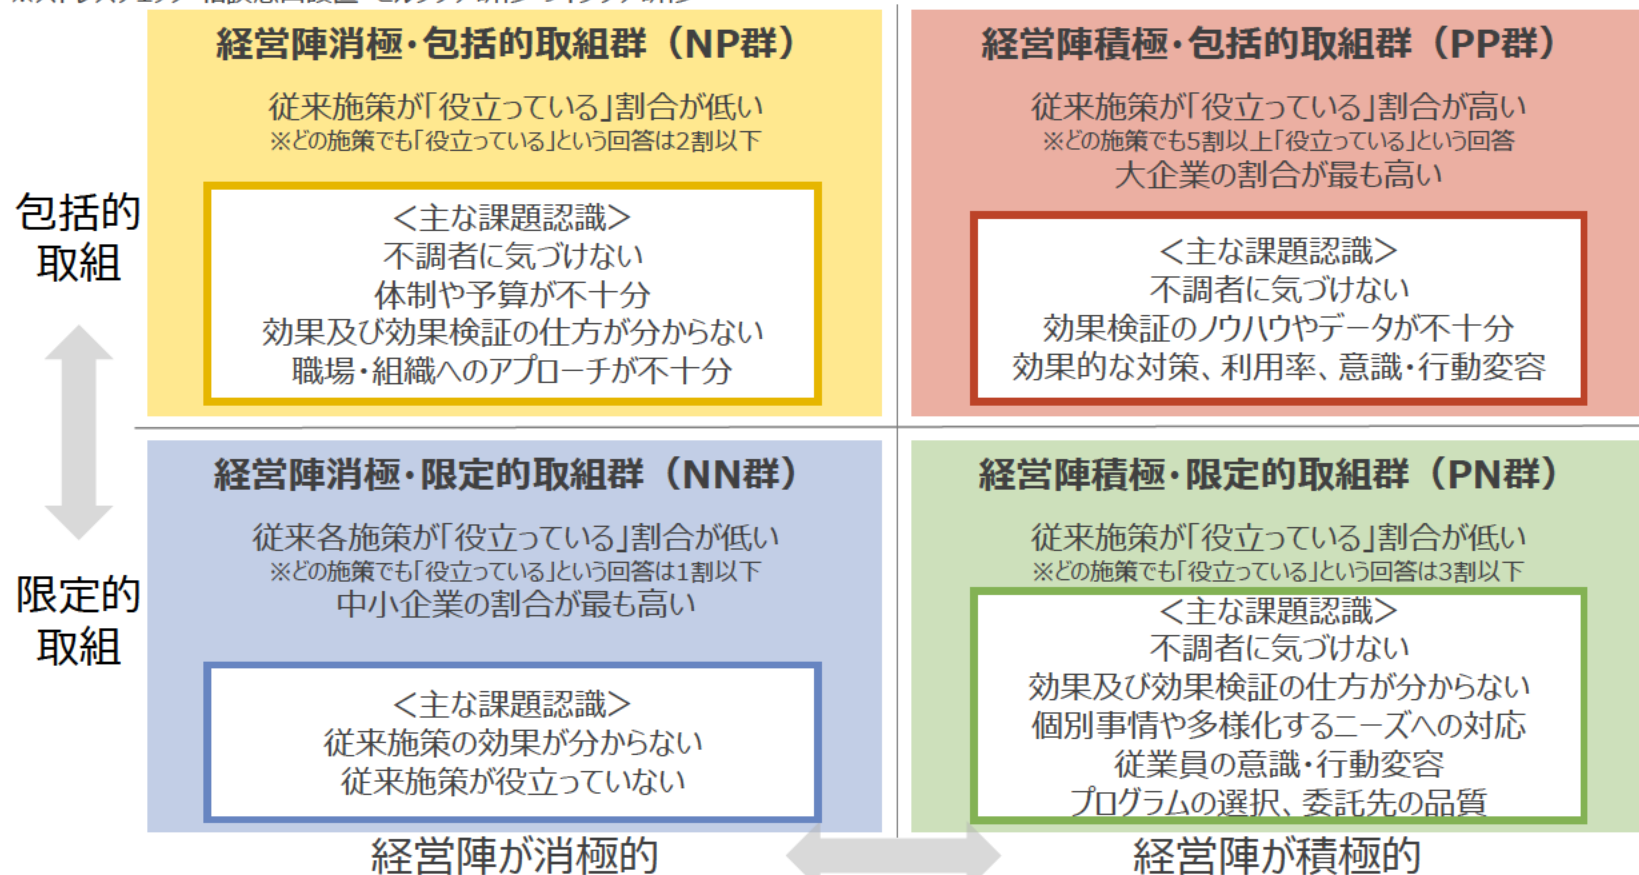 経営陣消極・包括的取組群（NP群）
従来施策が「役立っている」割合が低い
※どの施策でも「役立っている」という回答は2割以下
＜主な課題認識＞
不調者に気づけない
体制や予算が不十分
効果及び効果検証の仕方が分からない
職場・組織へのアプローチが不十分
経営陣積極・包括的取組群（PP群）
従来施策が「役立っている」割合が高い
※どの施策でも5割以上「役立っている」という回答
大企業の割合が最も高い
＜主な課題認識＞
不調者に気づけない
効果検証のノウハウやデータが不十分
効果的な対策、利用率、意識・行動変容
包括的
取組
限定的
取組
経営陣消極・限定的取組群（NN群）
従来各施策が「役立っている」割合が低い
※どの施策でも「役立っている」という回答は1割以下
中小企業の割合が最も高い
＜主な課題認識＞
従来施策の効果が分からない
従来施策が役立っていない
経営陣積極・限定的取組群（PN群）
従来施策が「役立っている」割合が低い
※どの施策でも「役立っている」という回答は3割以下
＜主な課題認識＞
不調者に気づけない
効果及び効果検証の仕方が分からない
個別事情や多様化するニーズへの対応
従業員の意識・行動変容
プログラムの選択、委託先の品質
経営陣が消極的
経営陣が積極的